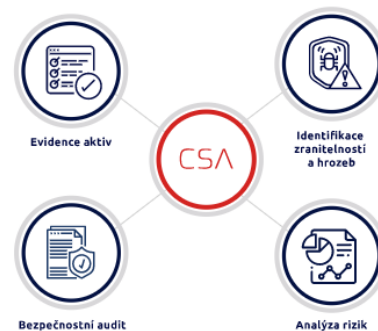 Evidence aktiv
Identifikace
zranitelností
a hrozeb
CSA
Bezpečnostní audit
Analýza rizik